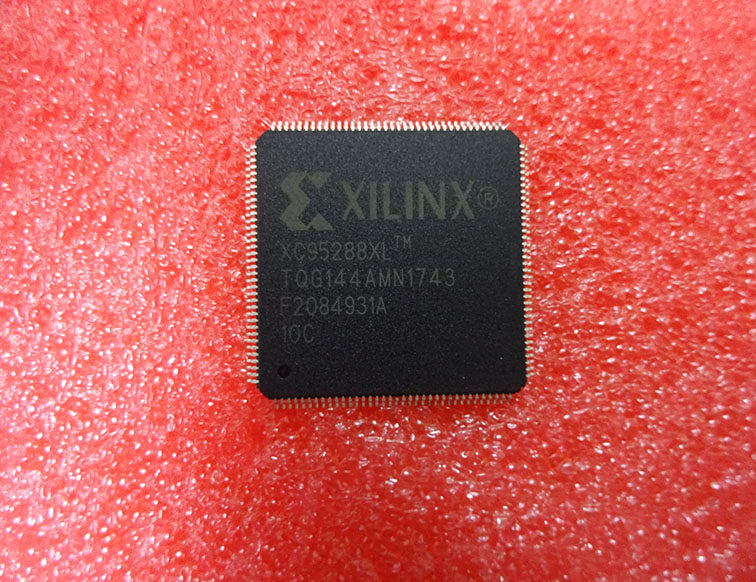 XILINX®
XC95288XL™
TQG144AMN1743
F2084931A
10C